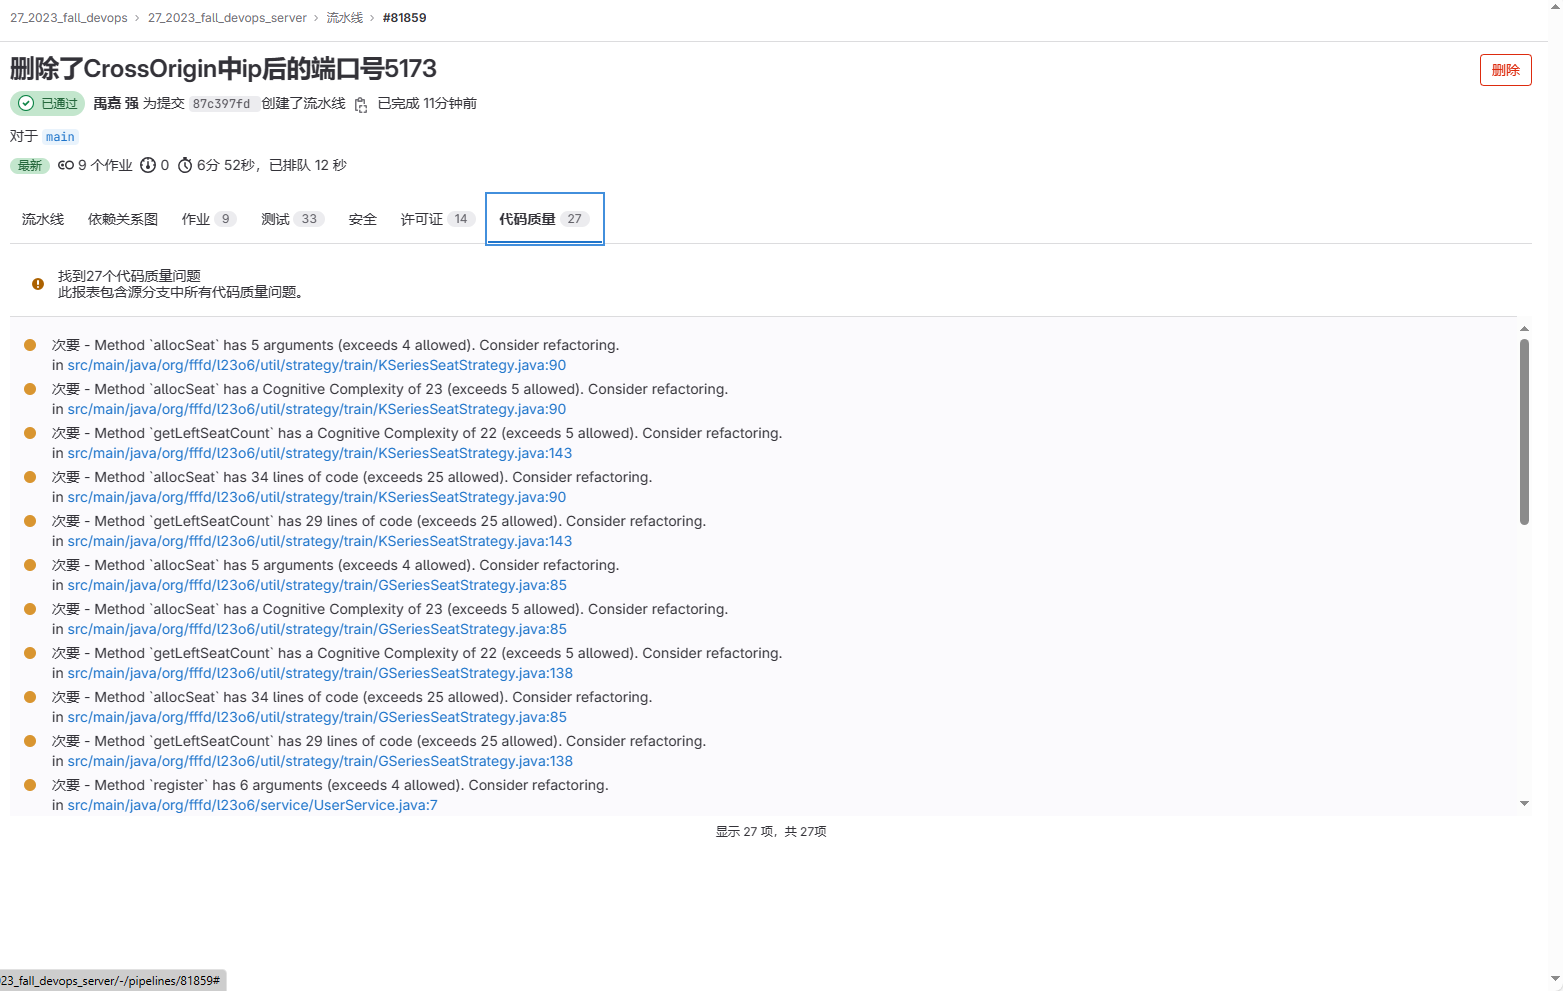 27_2023_fall_devops › 27_2023_fall_devops_server › 流水线 › #81859
删除了CrossOrigin中ip后的端口号5173
删除
已通过 禹嘉 强 为提交 87c397fd 创建了流水线 已完成 11分钟前
对于 main
最新 9 个作业 0 6分 52秒，已排队 12 秒
流水线 依赖关系图 作业 9 测试 33 安全 许可证 14 代码质量 27
找到27个代码质量问题
此报表包含源分支中所有代码质量问题。
次要 - Method `allocSeat` has 5 arguments (exceeds 4 allowed). Consider refactoring.
in src/main/java/org/fffd/l23o6/util/strategy/train/KSeriesSeatStrategy.java:90
次要 - Method `allocSeat` has a Cognitive Complexity of 23 (exceeds 5 allowed). Consider refactoring.
in src/main/java/org/fffd/l23o6/util/strategy/train/KSeriesSeatStrategy.java:90
次要 - Method `getLeftSeatCount` has a Cognitive Complexity of 22 (exceeds 5 allowed). Consider refactoring.
in src/main/java/org/fffd/l23o6/util/strategy/train/KSeriesSeatStrategy.java:143
次要 - Method `allocSeat` has 34 lines of code (exceeds 25 allowed). Consider refactoring.
in src/main/java/org/fffd/l23o6/util/strategy/train/KSeriesSeatStrategy.java:90
次要 - Method `getLeftSeatCount` has 29 lines of code (exceeds 25 allowed). Consider refactoring.
in src/main/java/org/fffd/l23o6/util/strategy/train/KSeriesSeatStrategy.java:143
次要 - Method `allocSeat` has 5 arguments (exceeds 4 allowed). Consider refactoring.
in src/main/java/org/fffd/l23o6/util/strategy/train/GSeriesSeatStrategy.java:85
次要 - Method `allocSeat` has a Cognitive Complexity of 23 (exceeds 5 allowed). Consider refactoring.
in src/main/java/org/fffd/l23o6/util/strategy/train/GSeriesSeatStrategy.java:85
次要 - Method `getLeftSeatCount` has a Cognitive Complexity of 22 (exceeds 5 allowed). Consider refactoring.
in src/main/java/org/fffd/l23o6/util/strategy/train/GSeriesSeatStrategy.java:138
次要 - Method `allocSeat` has 34 lines of code (exceeds 25 allowed). Consider refactoring.
in src/main/java/org/fffd/l23o6/util/strategy/train/GSeriesSeatStrategy.java:85
次要 - Method `getLeftSeatCount` has 29 lines of code (exceeds 25 allowed). Consider refactoring.
in src/main/java/org/fffd/l23o6/util/strategy/train/GSeriesSeatStrategy.java:138
次要 - Method `register` has 6 arguments (exceeds 4 allowed). Consider refactoring.
in src/main/java/org/fffd/l23o6/service/UserService.java:7
显示 27 项，共 27项
23_fall_devops_server/-/pipelines/81859#